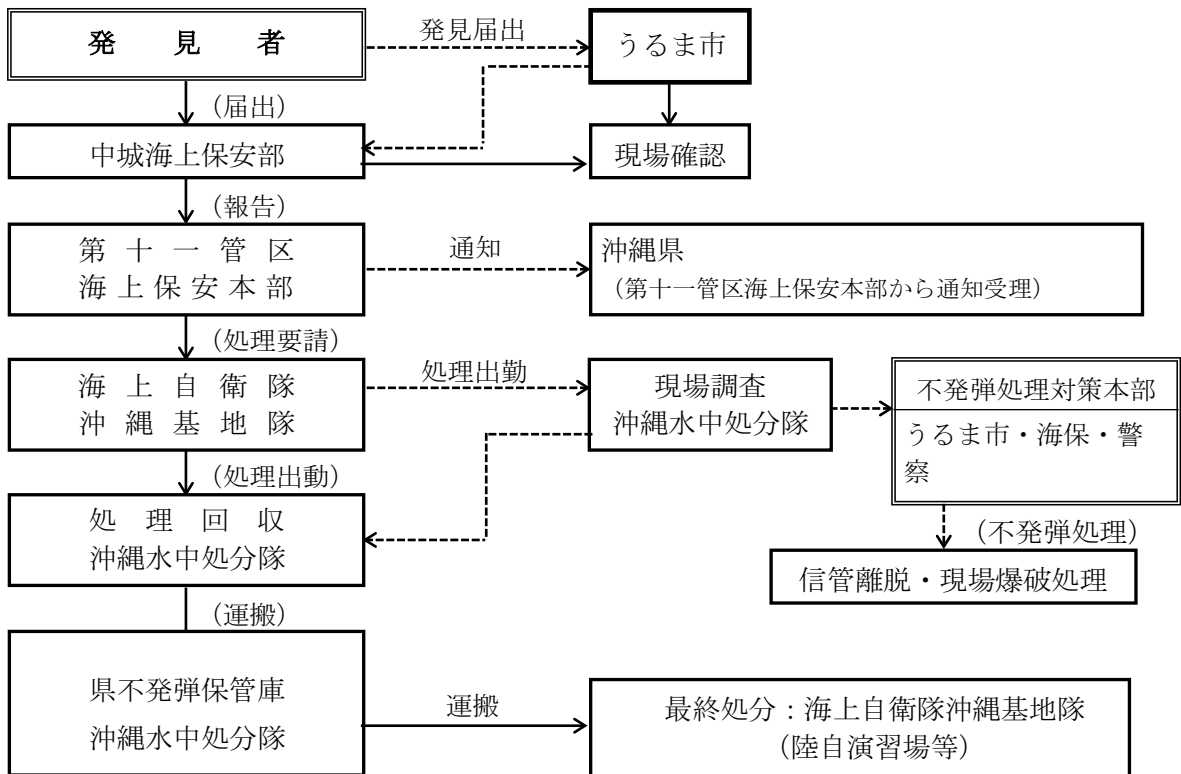 発見者
発見届出
うるま市
(届出)
中城海上保安部
現場確認
(報告)
第十一管区
海上保安本部
通知
沖縄県
(第十一管区海上保安本部から通知受理)
(処理要請)
海上自衛隊
沖縄基地隊
処理出勤
現場調査
沖縄水中処分隊
不発弾処理対策本部
うるま市・海保・警
察
(処理出動)
処理回収
沖縄水中処分隊
(不発弾処理)
信管離脱・現場爆破処理
(運搬)
県不発弾保管庫
沖縄水中処分隊
運搬
最終処分：海上自衛隊沖縄基地隊
(陸自演習場等)